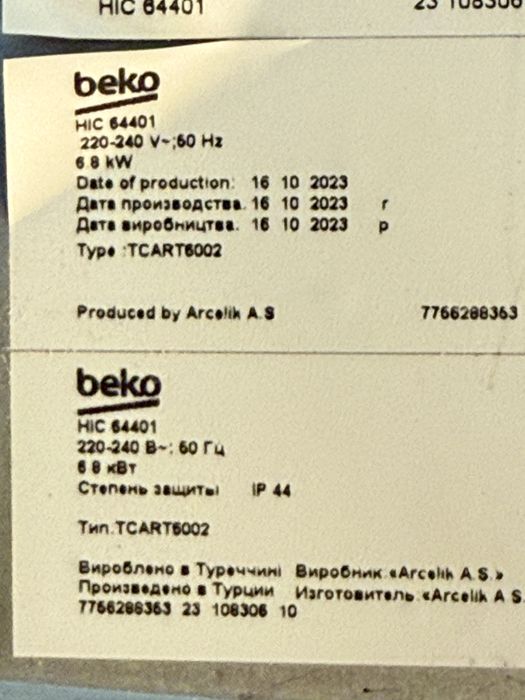 HIC 64401 23 108306
beko
HIC 64401
220-240 V~;50 Hz
6.8 kW
Date of production: 16 10 2023
Дата производства. 16 10 2023 г
Дата виробництва. 16 10 2023 р
Type :TCART6002
Produced by Arcelik A.S 7766288363
beko
HIC 64401
220-240 В~; 50 Гц
6.8 кВт
Степень защиты IP 44
Тип.TCART6002
Вироблено в Туреччині Виробник:«Arcelik A.S.»
Произведено в Турции Изготовитель:«Arcelik A S.
7766288363 23 108306 10